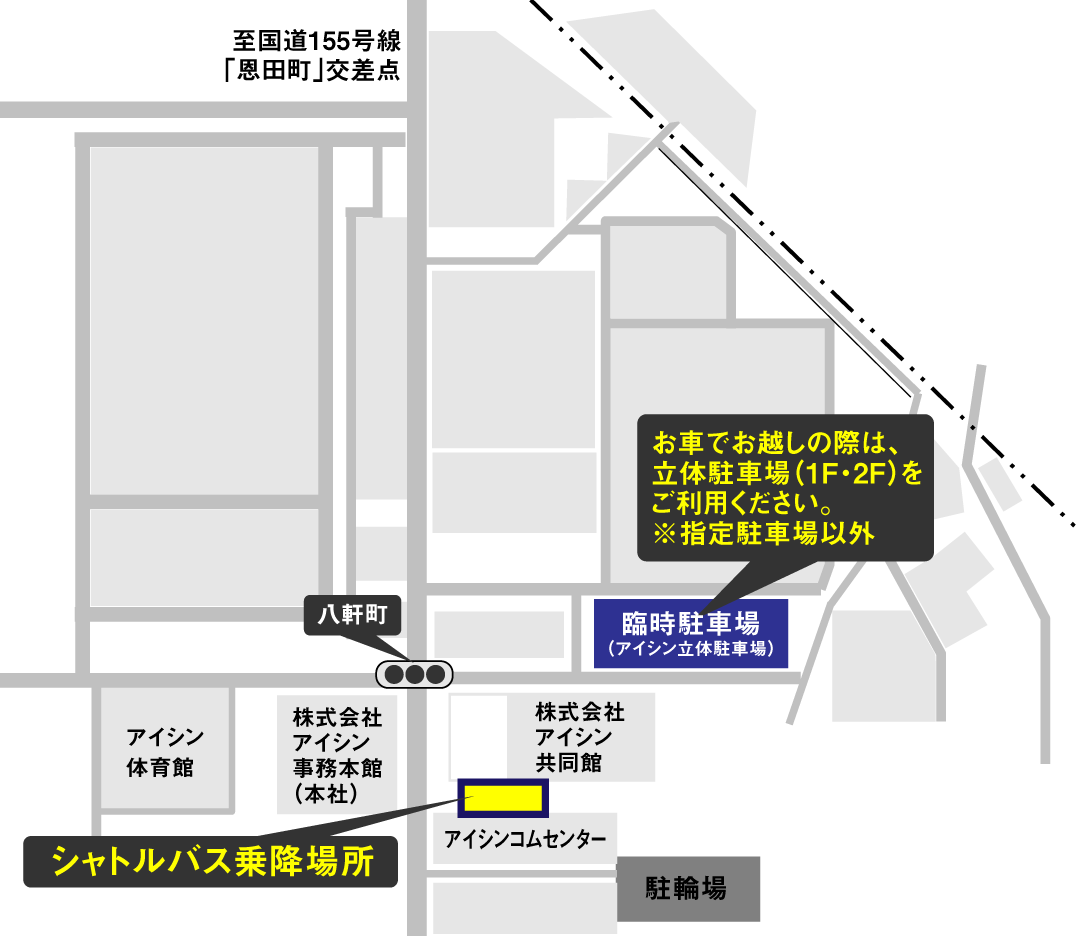 至国道155号線
「恩田町」交差点
お車でお越しの際は、
立体駐車場（1F・2F）を
ご利用ください。
※指定駐車場以外
八軒町
臨時駐車場
（アイシン立体駐車場）
アイシン
体育館
株式会社
アイシン
事務本館
（本社）
株式会社
アイシン
共同館
アイシンコムセンター
シャトルバス乗降場所
駐輪場